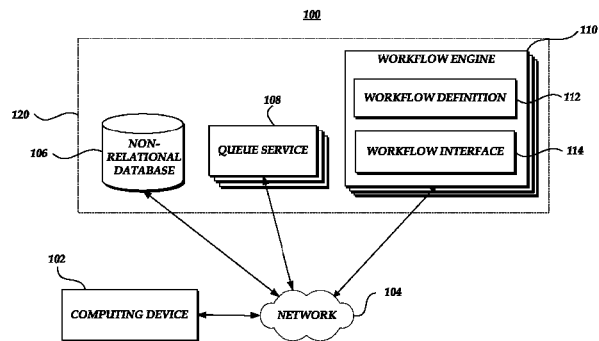 100
110
WORKFLOW ENGINE
108
WORKFLOW DEFINITION
112
120
106
NON-
RELATIONAL
DATABASE
QUEUE SERVICE
WORKFLOW INTERFACE
114
102
COMPUTING DEVICE
NETWORK
104